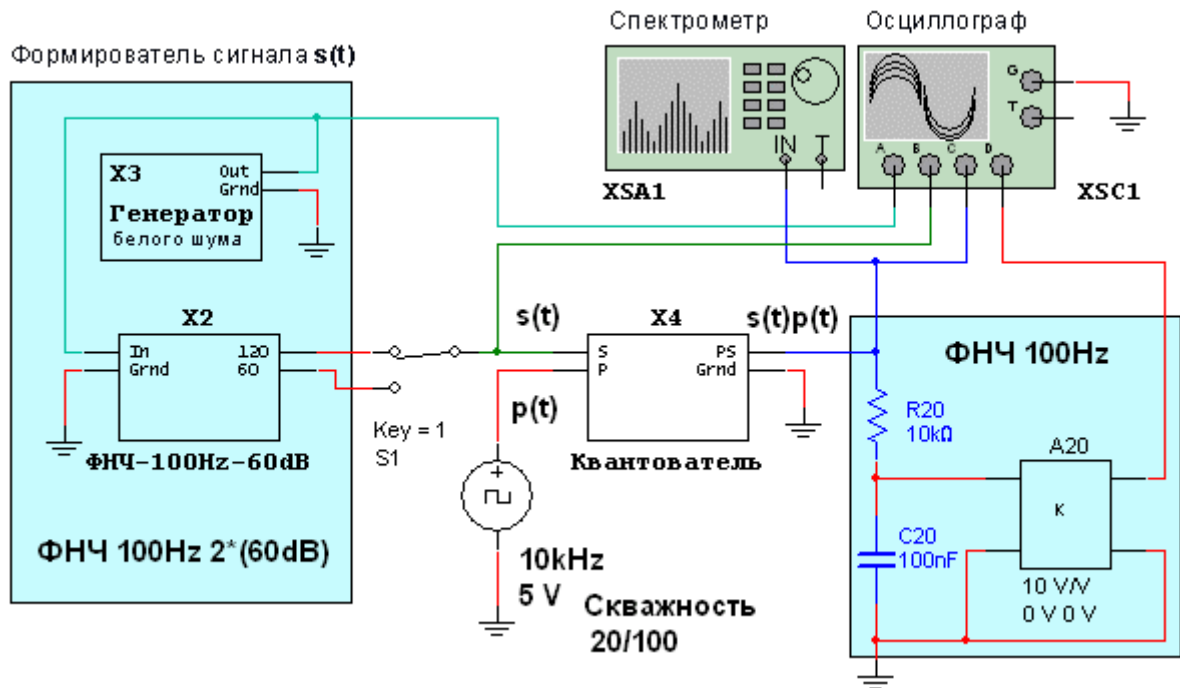 Спектрометр
Осциллограф
Формирователь сигнала s(t)
G
T
IN T
A B C D
XSA1
XSC1
X3 Out
Grnd
Генератор
белого шума
X2
In 120
Grnd 60
ФНЧ-100Hz-60dB
ФНЧ 100Hz 2*(60dB)
Key = 1
S1
s(t)
p(t)
X4
S PS
P Grnd
Квантователь
s(t)p(t)
10kHz
5 V
Скважность
20/100
ФНЧ 100Hz
R20
10kΩ
A20
K
C20
100nF
10 V/V
0 V 0 V